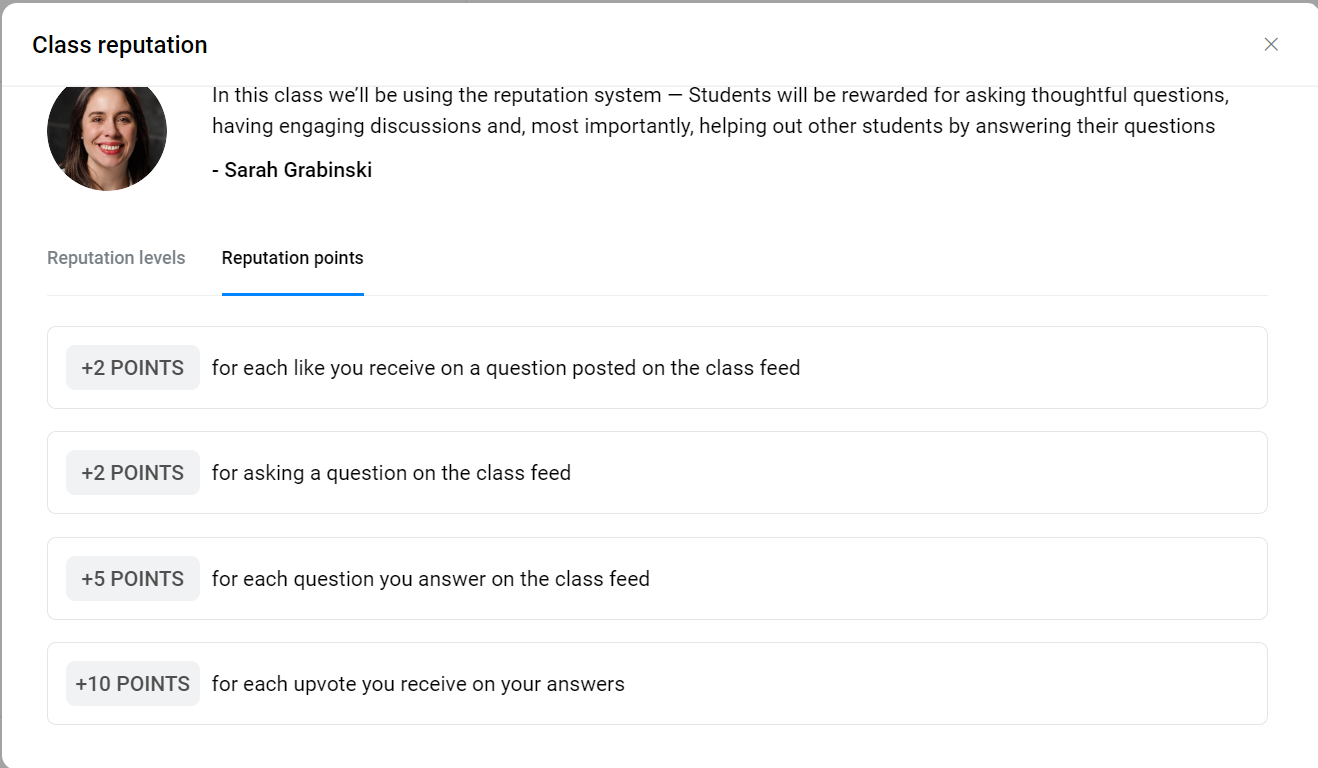 Class reputation
In this class we’ll be using the reputation system — Students will be rewarded for asking thoughtful questions,
having engaging discussions and, most importantly, helping out other students by answering their questions
- Sarah Grabinski
Reputation levels Reputation points
+2 POINTS for each like you receive on a question posted on the class feed
+2 POINTS for asking a question on the class feed
+5 POINTS for each question you answer on the class feed
+10 POINTS for each upvote you receive on your answers